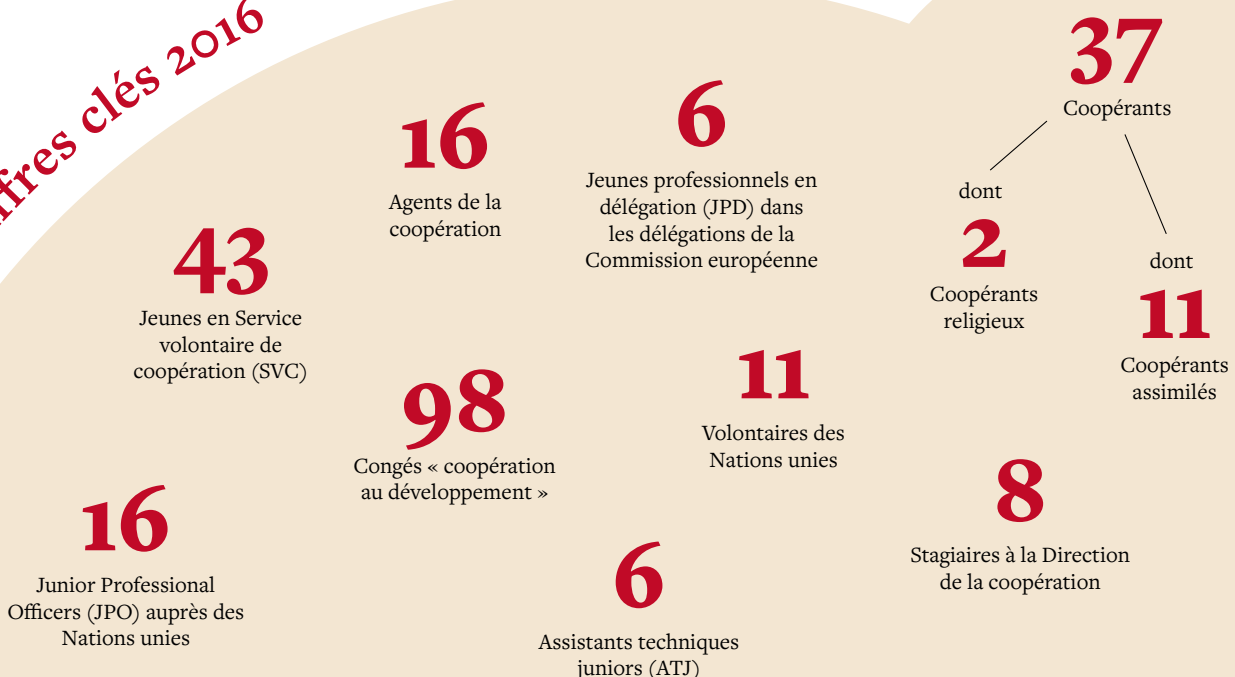 ffres clés 2016
37
Coopérants
dont
2
Coopérants
religieux
dont
11
Coopérants
assimilés
6
Jeunes professionnels en
délégation (JPD) dans
les délégations de la
Commission européenne
16
Agents de la
coopération
43
Jeunes en Service
volontaire de
coopération (SVC)
98
Congés « coopération
au développement »
11
Volontaires des
Nations unies
8
Stagiaires à la Direction
de la coopération
16
Junior Professional
Officers (JPO) auprès des
Nations unies
6
Assistants techniques
juniors (ATJ)